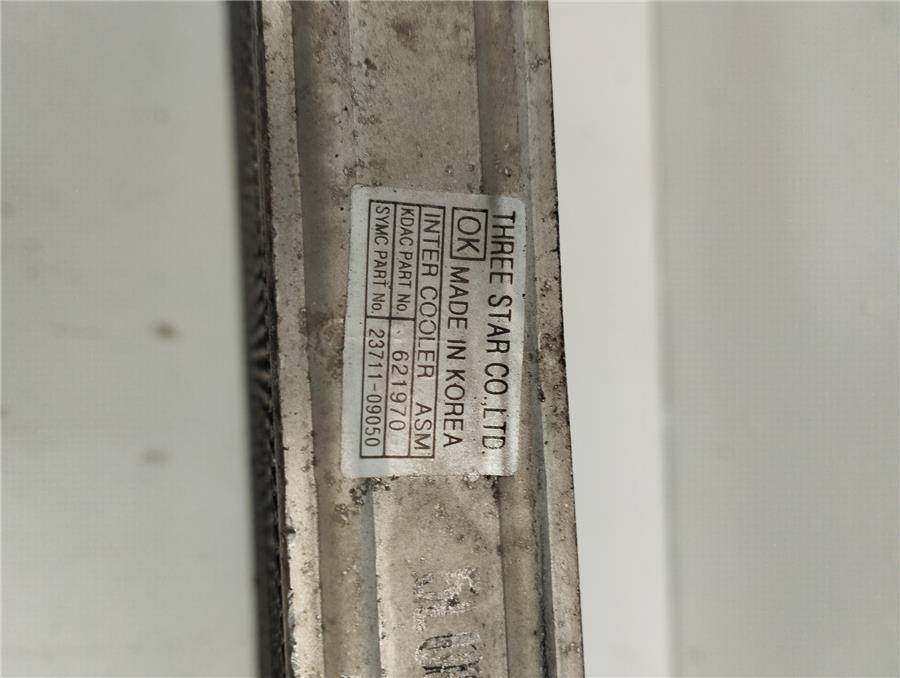 THREE STAR CO.,LTD.
OK MADE IN KOREA
INTER COOLER ASM
KDAC PART No. 621970
SYMC PART No. 23711-09050